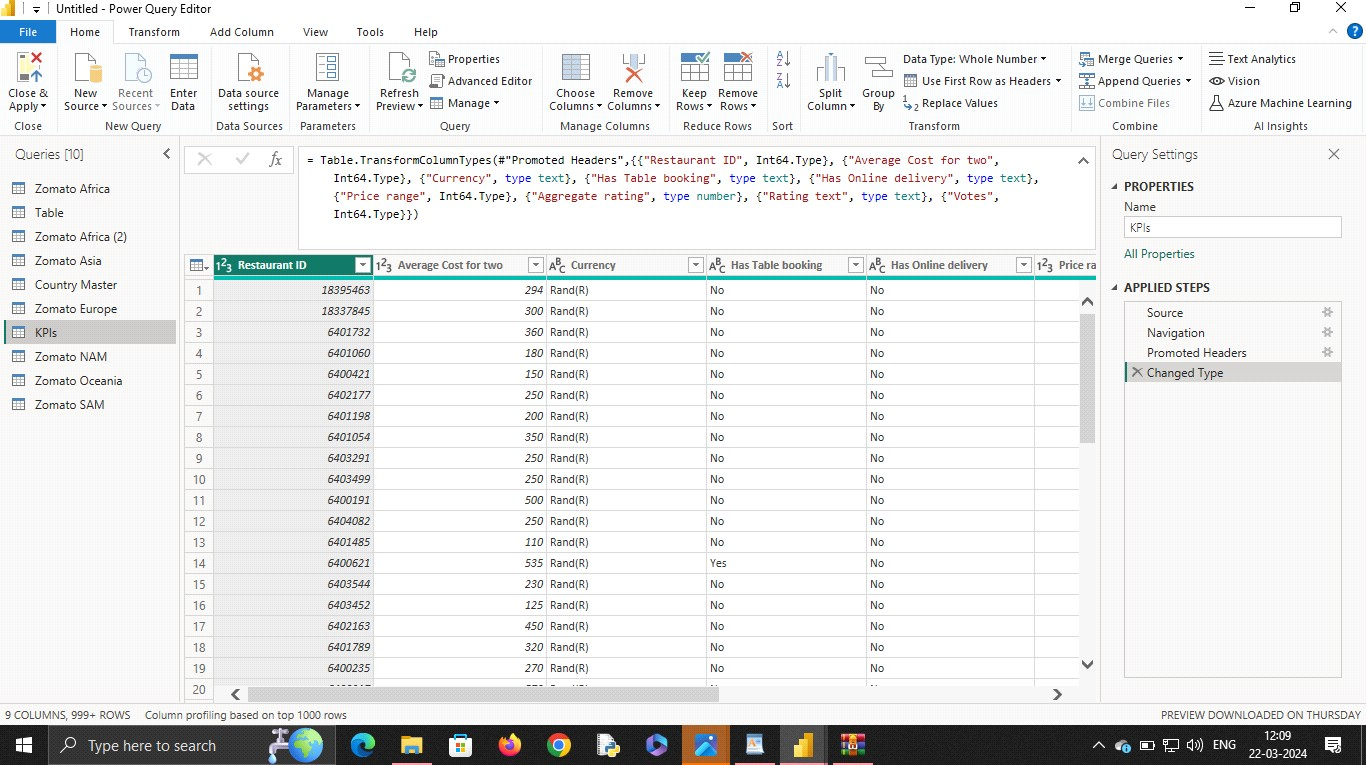 Untitled - Power Query Editor
File Home Transform Add Column View Tools Help
Close & Apply
New Source
Recent Sources
Enter Data
Data source settings
Manage Parameters
Refresh Preview
Properties
Advanced Editor
Manage
Choose Columns
Remove Columns
Keep Rows
Remove Rows
Split Column
Group By
Data Type: Whole Number
Use First Row as Headers
Replace Values
Merge Queries
Append Queries
Combine Files
Text Analytics
Vision
Azure Machine Learning
Close New Query Data Sources Parameters Query Manage Columns Reduce Rows Sort Transform Combine AI Insights
Queries [10]
Zomato Africa
Table
Zomato Africa (2)
Zomato Asia
Country Master
Zomato Europe
KPIs
Zomato NAM
Zomato Oceania
Zomato SAM
fx
= Table.TransformColumnTypes(#"Promoted Headers",{{"Restaurant ID", Int64.Type}, {"Average Cost for two",
Int64.Type}, {"Currency", type text}, {"Has Table booking", type text}, {"Has Online delivery", type text},
{"Price range", Int64.Type}, {"Aggregate rating", type number}, {"Rating text", type text}, {"Votes",
Int64.Type}})
123 Restaurant ID 123 Average Cost for two ABC Currency ABC Has Table booking ABC Has Online delivery 123 Price ra
1 18395463 294 Rand(R) No No
2 18337845 300 Rand(R) No No
3 6401732 360 Rand(R) No No
4 6401060 180 Rand(R) No No
5 6400421 150 Rand(R) No No
6 6402177 250 Rand(R) No No
7 6401198 200 Rand(R) No No
8 6401054 350 Rand(R) No No
9 6403291 250 Rand(R) No No
10 6403499 250 Rand(R) No No
11 6400191 500 Rand(R) No No
12 6404082 250 Rand(R) No No
13 6401485 110 Rand(R) No No
14 6400621 535 Rand(R) Yes No
15 6403544 230 Rand(R) No No
16 6403452 125 Rand(R) No No
17 6402163 450 Rand(R) No No
18 6401789 320 Rand(R) No No
19 6400235 270 Rand(R) No No
20
Query Settings
PROPERTIES
Name
KPIs
All Properties
APPLIED STEPS
Source
Navigation
Promoted Headers
Changed Type
9 COLUMNS, 999+ ROWS Column profiling based on top 1000 rows PREVIEW DOWNLOADED ON THURSDAY
Type here to search
ENG
12:09
22-03-2024